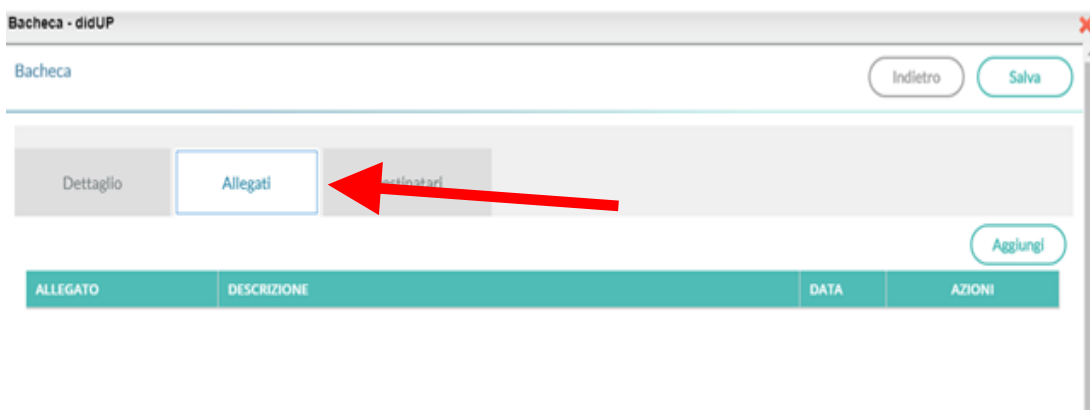 Bacheca - didUP
Bacheca
Indietro
Salva
Dettaglio
Allegati
Aggiungi
ALLEGATO
DESCRIZIONE
DATA
AZIONI